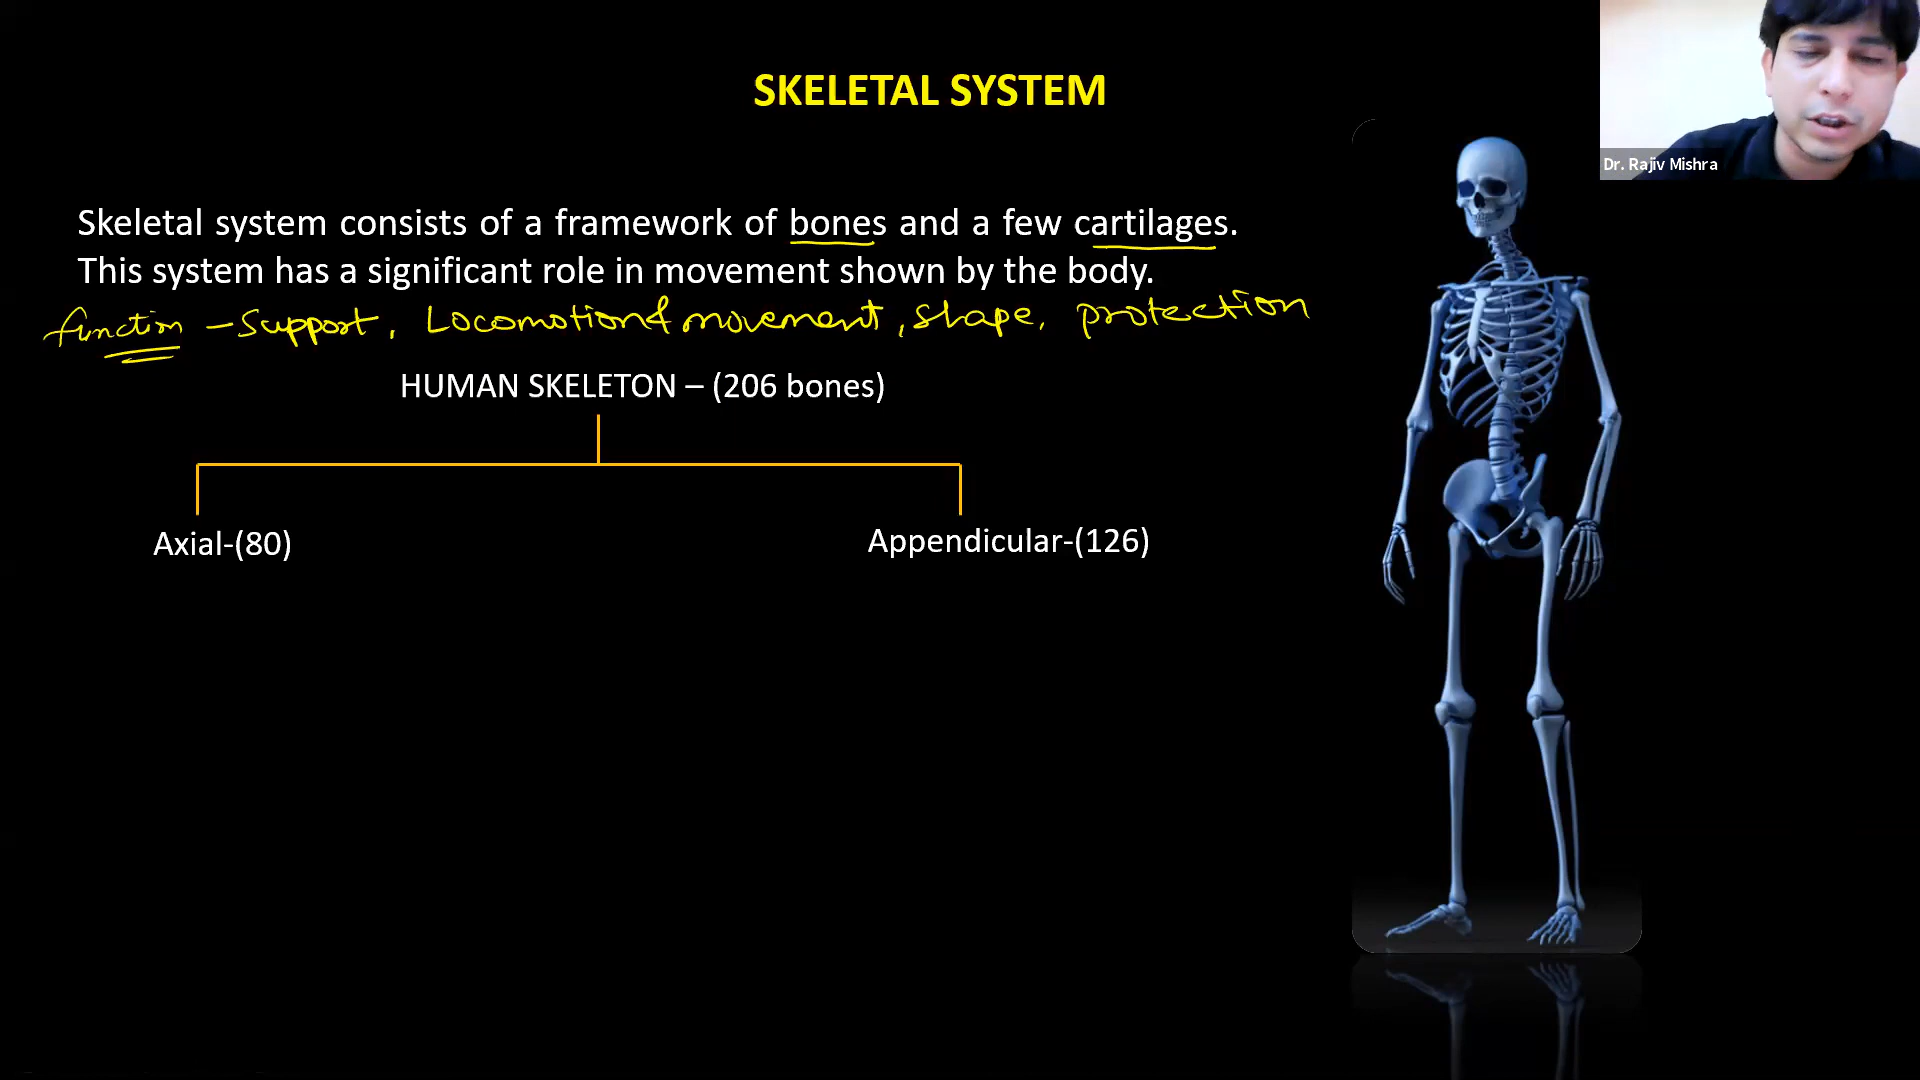 SKELETAL SYSTEM
Dr. Rajiv Mishra
Skeletal system consists of a framework of bones and a few cartilages.
This system has a significant role in movement shown by the body.
function - Support, Locomotion & movement, shape, protection
HUMAN SKELETON – (206 bones)
Axial-(80)
Appendicular-(126)